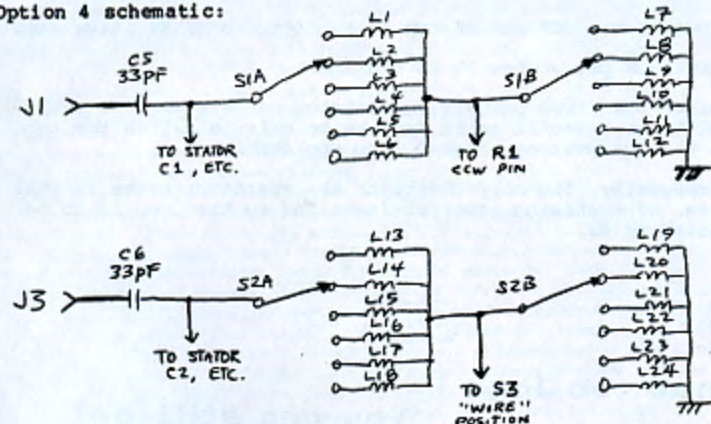 Option 4 schematic:
J1
C5
33pF
TO STATOR
C1, ETC.
S1A
L1
L2
L3
L4
L5
L6
TO R1
CCW PIN
S1B
L7
L8
L9
L10
L11
L12
J3
C6
33pF
TO STATOR
C2, ETC.
S2A
L13
L14
L15
L16
L17
L18
TO S3
"WIRE"
POSITION
S2B
L19
L20
L21
L22
L23
L24